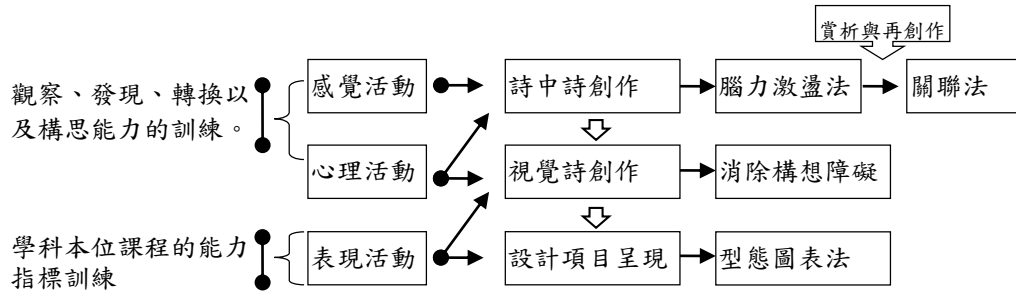 賞析與再創作
觀察、發現、轉換以
及構思能力的訓練。
感覺活動
詩中詩創作
腦力激盪法
關聯法
心理活動
視覺詩創作
消除構想障礙
學科本位課程的能力
指標訓練
表現活動
設計項目呈現
型態圖表法